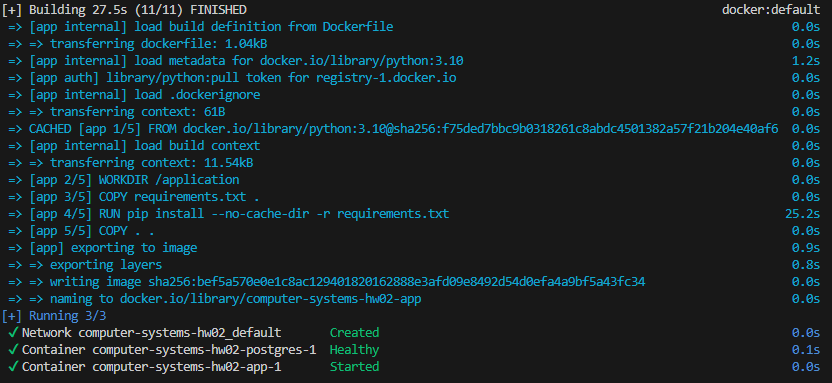 [+] Building 27.5s (11/11) FINISHED docker:default
=> [app internal] load build definition from Dockerfile 0.0s
=> => transferring dockerfile: 1.04kB 0.0s
=> [app internal] load metadata for docker.io/library/python:3.10 1.2s
=> [app auth] library/python:pull token for registry-1.docker.io 0.0s
=> [app internal] load .dockerignore 0.0s
=> => transferring context: 61B 0.0s
=> CACHED [app 1/5] FROM docker.io/library/python:3.10@sha256:f75ded7bbc9b0318261c8abdc4501382a57f21b204e40af6 0.0s
=> [app internal] load build context 0.0s
=> => transferring context: 11.54kB 0.0s
=> [app 2/5] WORKDIR /application 0.0s
=> [app 3/5] COPY requirements.txt . 0.0s
=> [app 4/5] RUN pip install --no-cache-dir -r requirements.txt 25.2s
=> [app 5/5] COPY . . 0.0s
=> [app] exporting to image 0.9s
=> => exporting layers 0.8s
=> => writing image sha256:bef5a570e0e1c8ac129401820162888e3afd09e8492d54d0efa4a9bf5a43fc34 0.0s
=> => naming to docker.io/library/computer-systems-hw02-app 0.0s
[+] Running 3/3
✔ Network computer-systems-hw02_default Created 0.0s
✔ Container computer-systems-hw02-postgres-1 Healthy 0.1s
✔ Container computer-systems-hw02-app-1 Started 0.0s